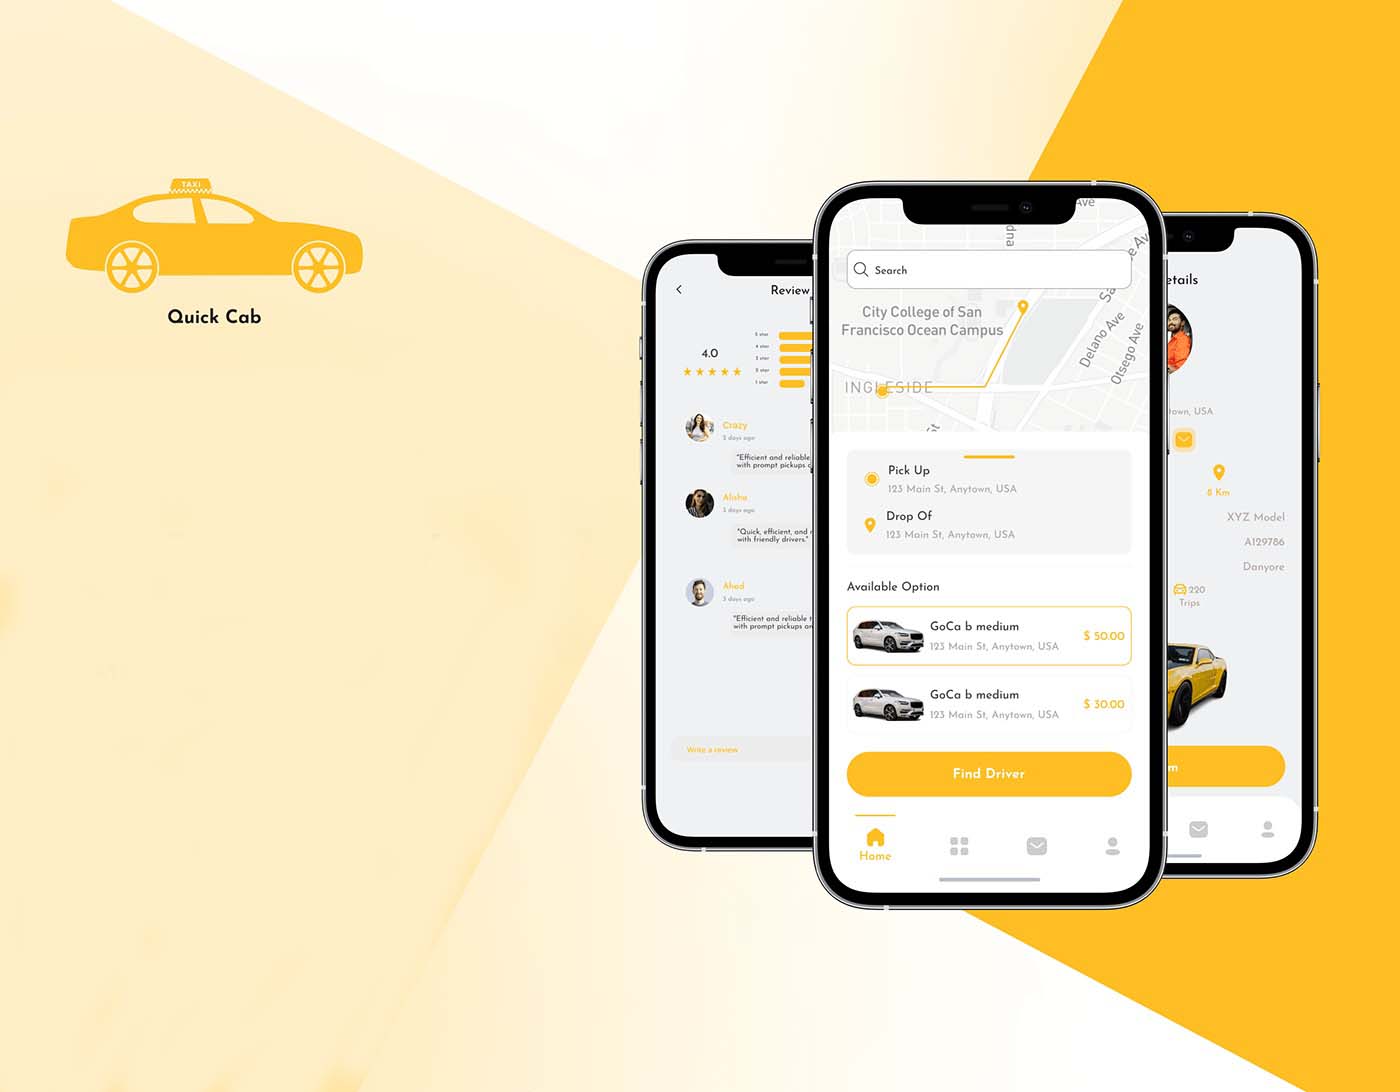 TAXI
Quick Cab
Review
4.0
5 star
4 star
3 star
2 star
1 star
Crazy
2 days ago
"Efficient and reliable
with prompt pickups
Alisha
2 days ago
"Quick, efficient, and
with friendly drivers."
Ahad
3 days ago
"Efficient and reliable
with prompt pickups an
Write a review
Ave
Search
City College of San
Francisco Ocean Campus
INGLESIDE
Delano Ave
Otsego Ave
St
Pick Up
123 Main St, Anytown, USA
Drop Of
123 Main St, Anytown, USA
Available Option
GoCa b medium
123 Main St, Anytown, USA
$ 50.00
GoCa b medium
123 Main St, Anytown, USA
$ 30.00
Find Driver
Home
etails
town, USA
8 Km
XYZ Model
A129786
Danyore
220
Trips
m